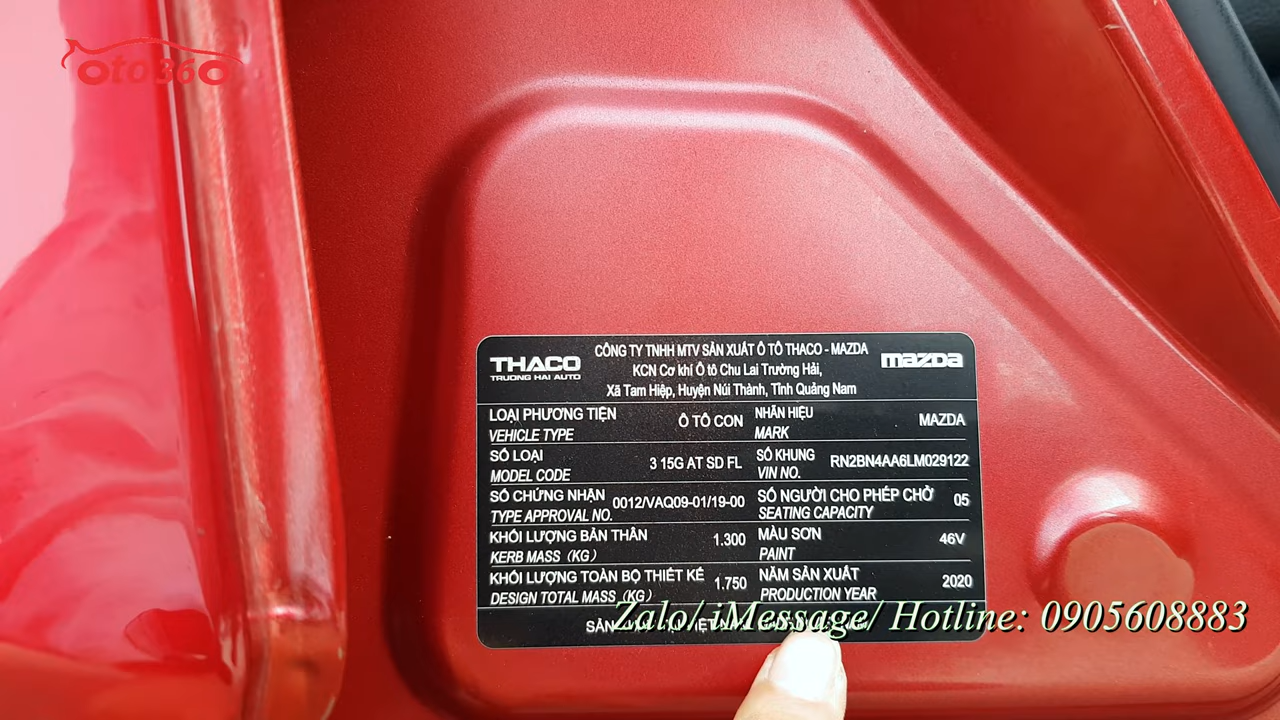 oto360
THACO
TRUONG HAI AUTO
CÔNG TY TNHH MTV SẢN XUẤT Ô TÔ THACO - MAZDA
KCN Cơ khí Ô tô Chu Lai Trường Hải,
Xã Tam Hiệp, Huyện Núi Thành, Tỉnh Quảng Nam
mazda
LOẠI PHƯƠNG TIỆN Ô TÔ CON NHÃN HIỆU MAZDA
VEHICLE TYPE MARK
SỐ LOẠI 3 15G AT SD FL SỐ KHUNG RN2BN4AA6LM029122
MODEL CODE VIN NO.
SỐ CHỨNG NHẬN 0012/VAQ09-01/19-00 SỐ NGƯỜI CHO PHÉP CHỞ 05
TYPE APPROVAL NO. SEATING CAPACITY
KHỐI LƯỢNG BẢN THÂN 1.300 MÀU SƠN 46V
KERB MASS (KG) PAINT
KHỐI LƯỢNG TOÀN BỘ THIẾT KẾ 1.750 NĂM SẢN XUẤT 2020
DESIGN TOTAL MASS (KG) PRODUCTION YEAR
Zalo/ iMessage/ Hotline: 0905608883